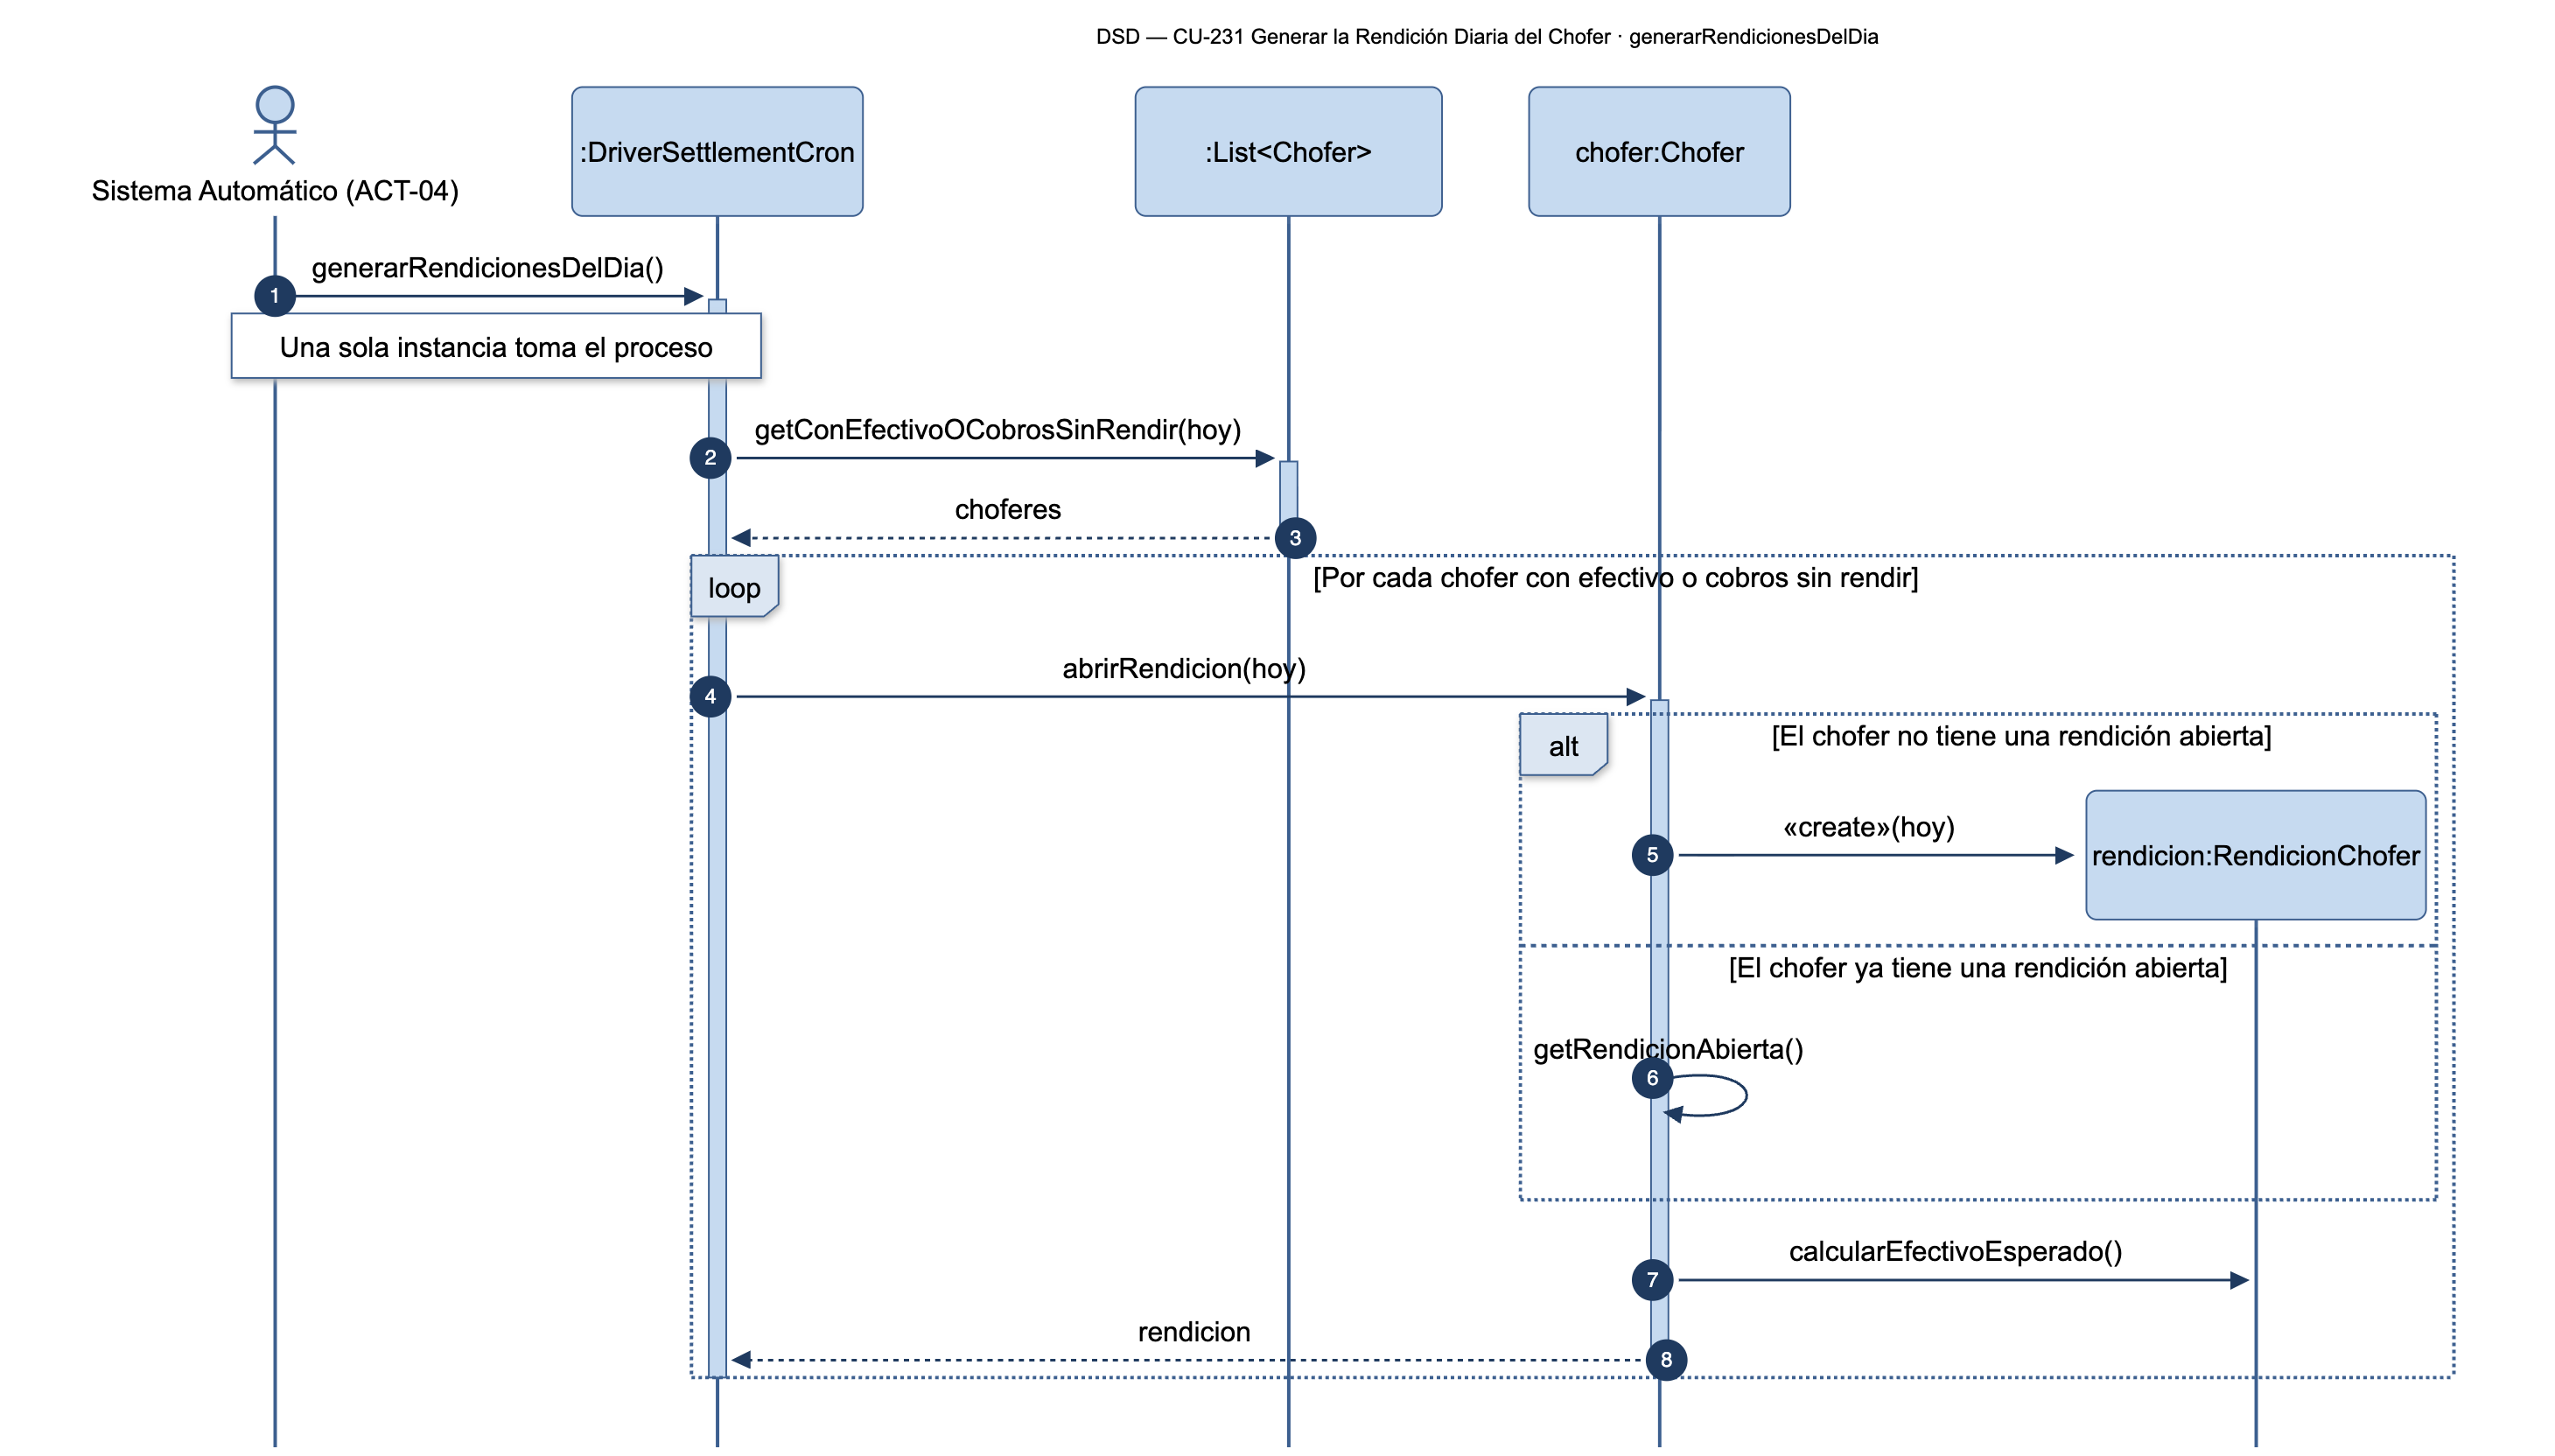 DSD — CU-231 Generar la Rendición Diaria del Chofer · generarRendicionesDelDia
Sistema Automático (ACT-04)
:DriverSettlementCron
:List<Chofer>
chofer:Chofer
generarRendicionesDelDia()
1
Una sola instancia toma el proceso
getConEfectivoOCobrosSinRendir(hoy)
2
choferes
3
loop
[Por cada chofer con efectivo o cobros sin rendir]
abrirRendicion(hoy)
4
alt
[El chofer no tiene una rendición abierta]
«create»(hoy)
5
rendicion:RendicionChofer
[El chofer ya tiene una rendición abierta]
getRendicionAbierta()
6
calcularEfectivoEsperado()
7
rendicion
8